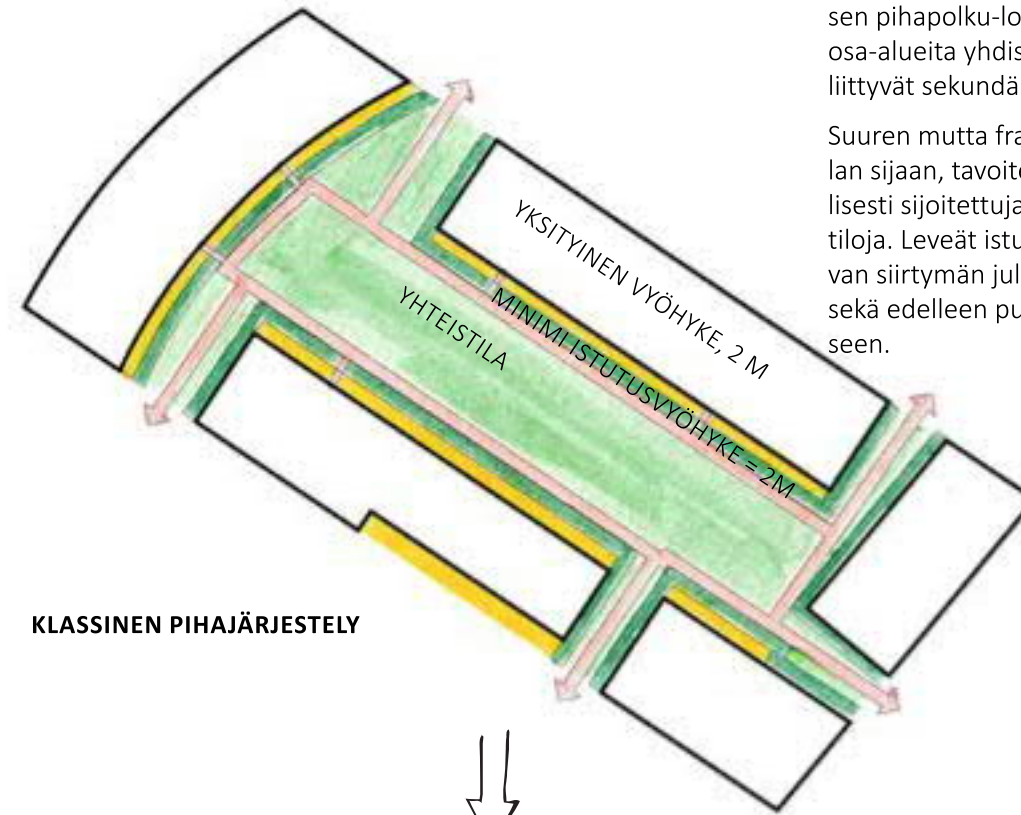 sen pihapolku-lo
osa-alueita yhdis
liittyvät sekundä
Suuren mutta fra
lan sijaan, tavoite
lisesti sijoitettuja
tiloja. Leveät istu
van siirtymän jul
sekä edelleen pu
seen.
YKSITYINEN VYÖHYKE, 2 M
MINIMI ISTUTUSVYÖHYKE = 2M
YHTEISTILA
KLASSINEN PIHAJÄRJESTELY